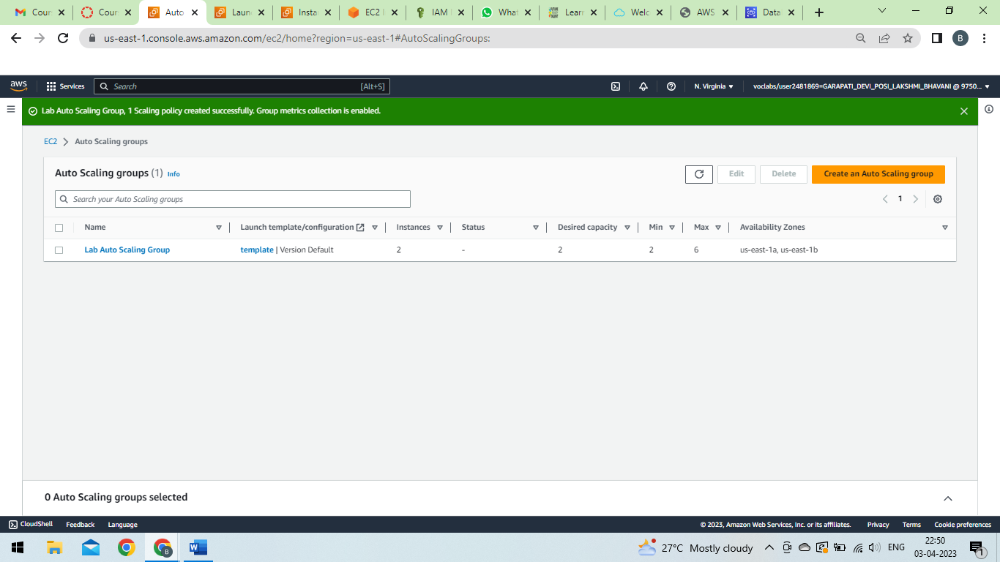 Cour
Cour
Auto
Laun
Insta
EC2
IAM
What
Learn
Welc
AWS
Data
us-east-1.console.aws.amazon.com/ec2/home?region=us-east-1#AutoScalingGroups:
B
aws
Services
Search
[Alt+S]
N. Virginia
voclabs/user2481869=GARAPATI_DEVI_POSI_LAKSHMI_BHAVANI @ 9750...
Lab Auto Scaling Group, 1 Scaling policy created successfully. Group metrics collection is enabled.
EC2 > Auto Scaling groups
Auto Scaling groups (1) Info
Edit
Delete
Create an Auto Scaling group
Search your Auto Scaling groups
1
Name
Launch template/configuration
Instances
Status
Desired capacity
Min
Max
Availability Zones
Lab Auto Scaling Group
template | Version Default
2
-
2
2
6
us-east-1a, us-east-1b
0 Auto Scaling groups selected
CloudShell
Feedback
Language
© 2023, Amazon Web Services, Inc. or its affiliates.
Privacy
Terms
Cookie preferences
B
27°C Mostly cloudy
ENG
22:50
03-04-2023
1